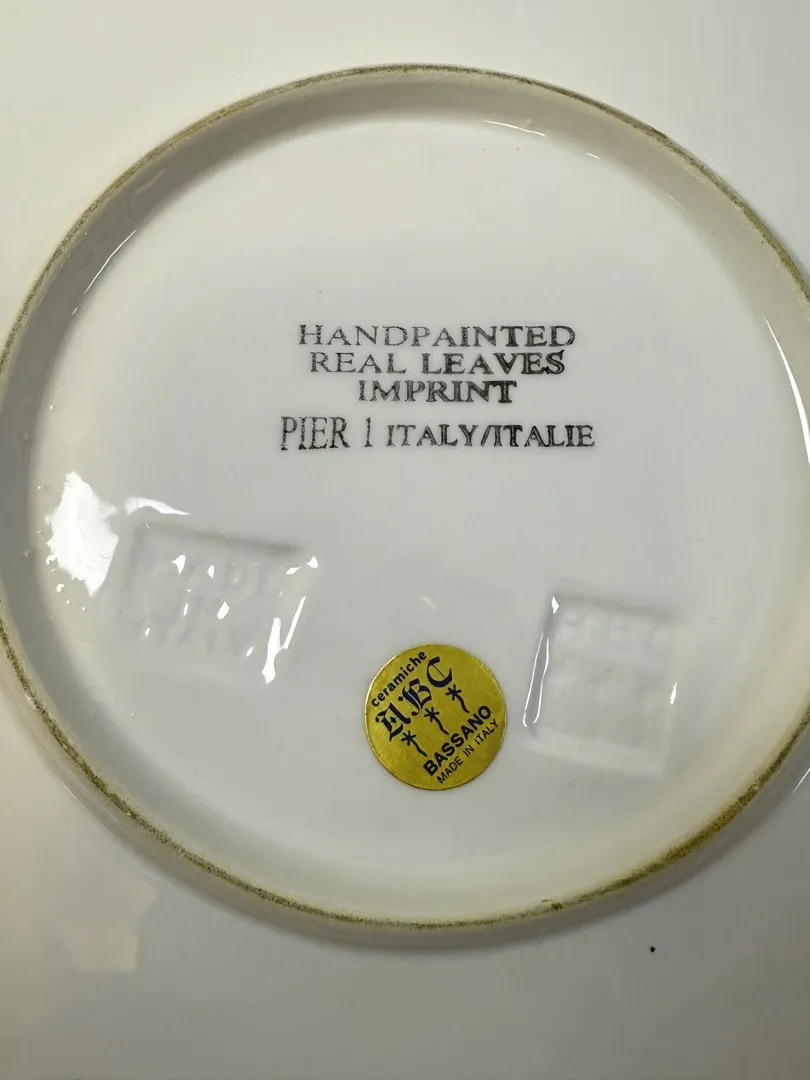 HANDPAINTED
REAL LEAVES
IMPRINT
PIER 1 ITALY/ITALIE
ceramiche
ABC
BASSANO
MADE IN ITALY